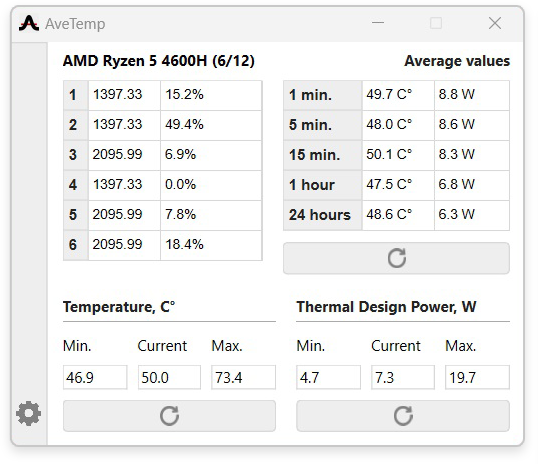 AveTemp
AMD Ryzen 5 4600H (6/12)
1 1397.33 15.2%
2 1397.33 49.4%
3 2095.99 6.9%
4 1397.33 0.0%
5 2095.99 7.8%
6 2095.99 18.4%
Average values
1 min. 49.7 C° 8.8 W
5 min. 48.0 C° 8.6 W
15 min. 50.1 C° 8.3 W
1 hour 47.5 C° 6.8 W
24 hours 48.6 C° 6.3 W
Temperature, C°
Min. Current Max.
46.9 50.0 73.4
Thermal Design Power, W
Min. Current Max.
4.7 7.3 19.7